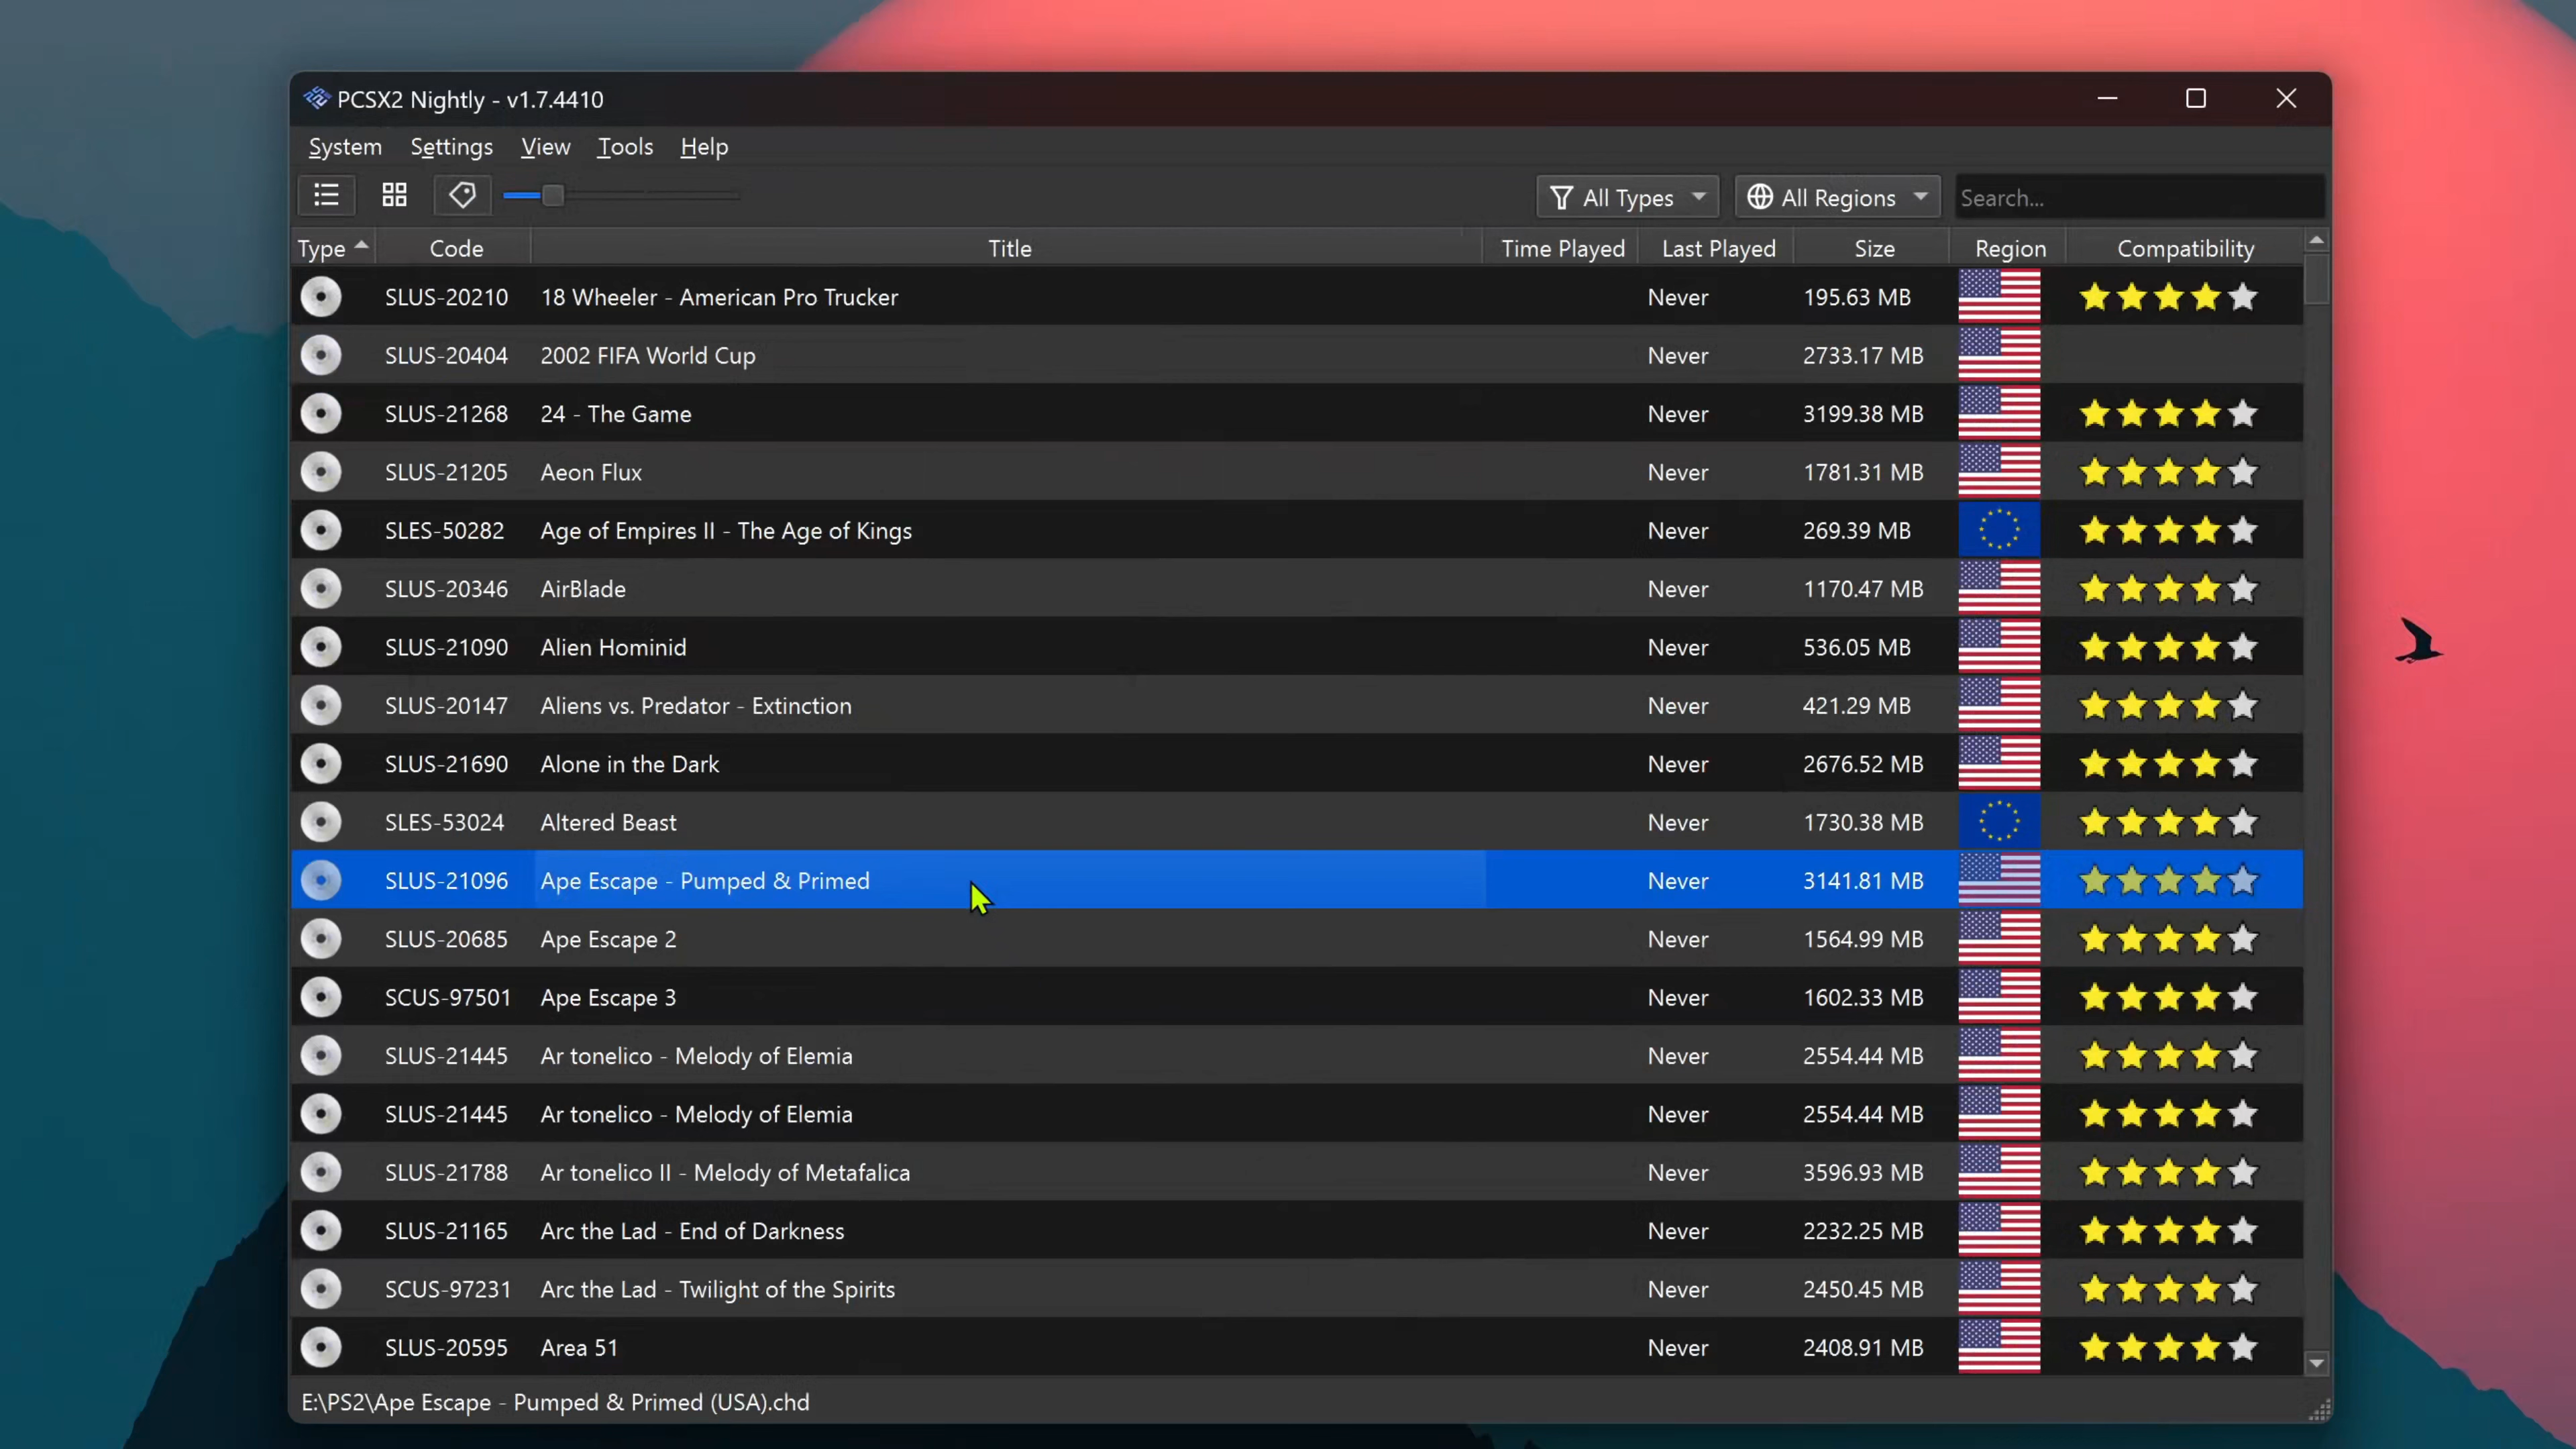 PCSX2 Nightly - v1.7.4410
System Settings View Tools Help
All Types All Regions Search...
Type Code Title Time Played Last Played Size Region Compatibility
SLUS-20210 18 Wheeler - American Pro Trucker Never 195.63 MB
SLUS-20404 2002 FIFA World Cup Never 2733.17 MB
SLUS-21268 24 - The Game Never 3199.38 MB
SLUS-21205 Aeon Flux Never 1781.31 MB
SLES-50282 Age of Empires II - The Age of Kings Never 269.39 MB
SLUS-20346 AirBlade Never 1170.47 MB
SLUS-21090 Alien Hominid Never 536.05 MB
SLUS-20147 Aliens vs. Predator - Extinction Never 421.29 MB
SLUS-21690 Alone in the Dark Never 2676.52 MB
SLES-53024 Altered Beast Never 1730.38 MB
SLUS-21096 Ape Escape - Pumped & Primed Never 3141.81 MB
SLUS-20685 Ape Escape 2 Never 1564.99 MB
SCUS-97501 Ape Escape 3 Never 1602.33 MB
SLUS-21445 Ar tonelico - Melody of Elemia Never 2554.44 MB
SLUS-21445 Ar tonelico - Melody of Elemia Never 2554.44 MB
SLUS-21788 Ar tonelico II - Melody of Metafalica Never 3596.93 MB
SLUS-21165 Arc the Lad - End of Darkness Never 2232.25 MB
SCUS-97231 Arc the Lad - Twilight of the Spirits Never 2450.45 MB
SLUS-20595 Area 51 Never 2408.91 MB
E:\PS2\Ape Escape - Pumped & Primed (USA).chd